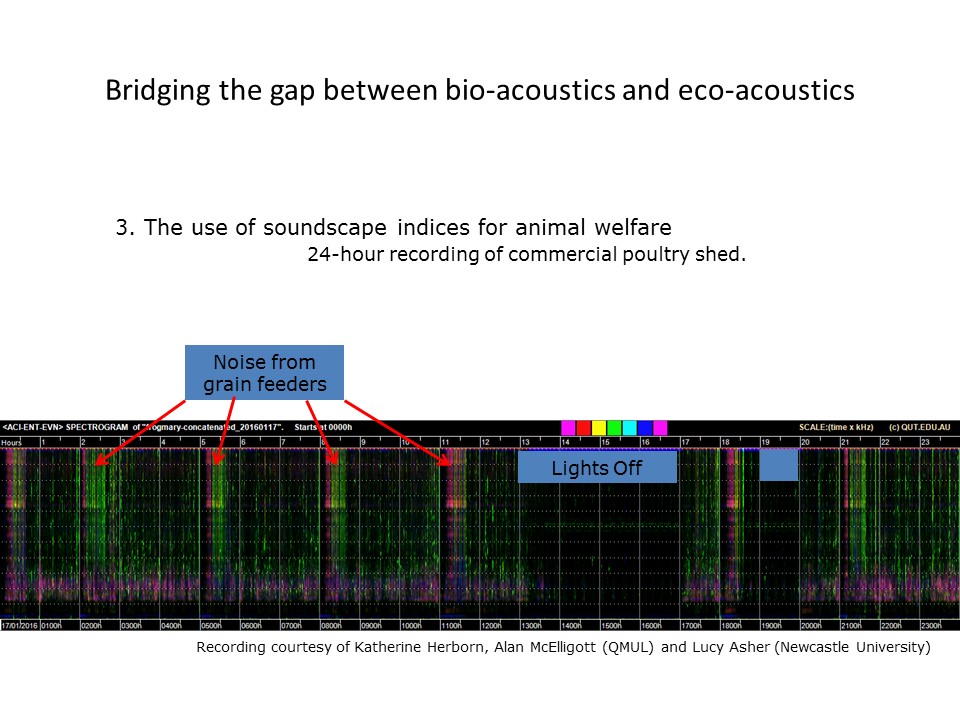 Bridging the gap between bio-acoustics and eco-acoustics
3. The use of soundscape indices for animal welfare
24-hour recording of commercial poultry shed.
Noise from
grain feeders
<ACI-ENT-EVN> SPECTROGRAM of "frogmary-concatenated_20160117". Starts at 0000h SCALE:(time x kHz) (c) QUT.EDU.AU
Hours 1 2 3 4 5 6 7 8 9 10 11 12 13 14 15 16 17 18 19 20 21 22 23
Lights Off
17/01/2016 0100h 0200h 0300h 0400h 0500h 0600h 0700h 0800h 0900h 1000h 1100h 1200h 1300h 1400h 1500h 1600h 1700h 1800h 1900h 2000h 2100h 2200h 2300h
Recording courtesy of Katherine Herborn, Alan McElligott (QMUL) and Lucy Asher (Newcastle University)